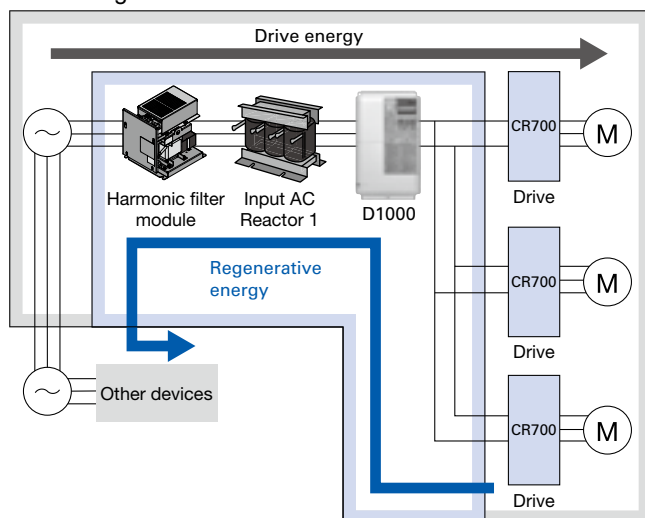 Drive energy
CR700
M
Harmonic filter
module
Input AC
Reactor 1
D1000
Drive
Regenerative
energy
CR700
M
Drive
Other devices
CR700
M
Drive